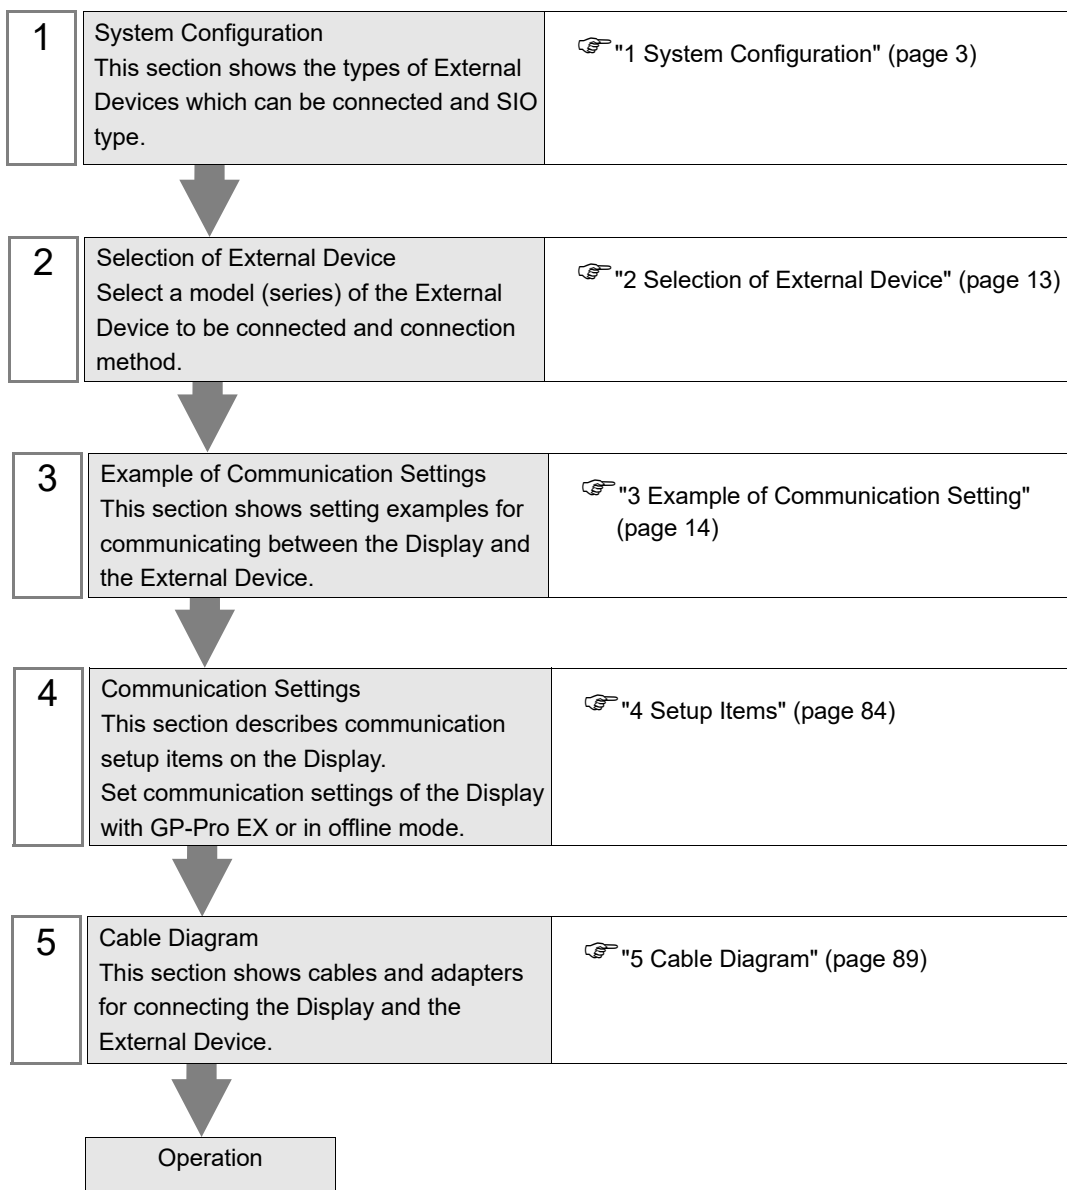 1
System Configuration
This section shows the types of External
Devices which can be connected and SIO
type.
"1 System Configuration" (page 3)
2
Selection of External Device
Select a model (series) of the External
Device to be connected and connection
method.
"2 Selection of External Device" (page 13)
3
Example of Communication Settings
This section shows setting examples for
communicating between the Display and
the External Device.
"3 Example of Communication Setting"
(page 14)
4
Communication Settings
This section describes communication
setup items on the Display.
Set communication settings of the Display
with GP-Pro EX or in offline mode.
"4 Setup Items" (page 84)
5
Cable Diagram
This section shows cables and adapters
for connecting the Display and the
External Device.
"5 Cable Diagram" (page 89)
Operation